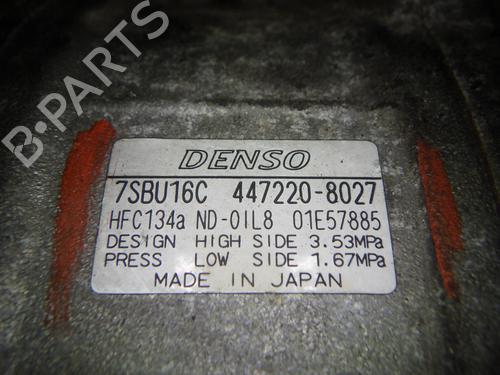 B-PARTS
DENSO
7SBU16C 447220-8027
HFC134a ND-OIL8 01E57885
DESIGN HIGH SIDE 3.53MPa
PRESS LOW SIDE 1.67MPa
MADE IN JAPAN